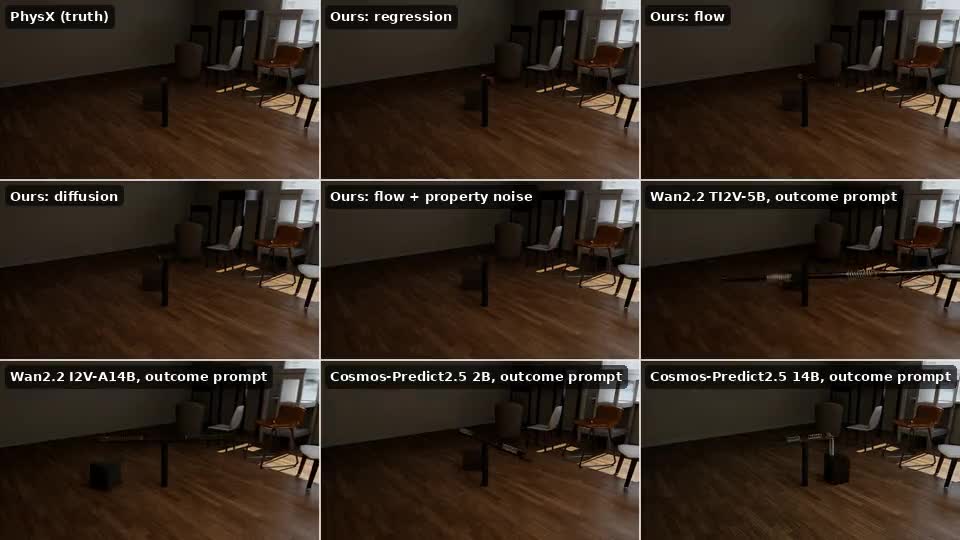 PhysX (truth)
Ours: regression
Ours: flow
Ours: diffusion
Ours: flow + property noise
Wan2.2 TI2V-5B, outcome prompt
Wan2.2 I2V-A14B, outcome prompt
Cosmos-Predict2.5 2B, outcome prompt
Cosmos-Predict2.5 14B, outcome prompt